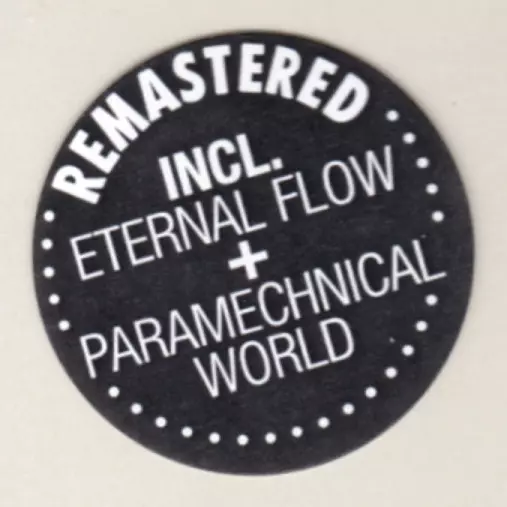 REMASTERED
INCL.
ETERNAL FLOW
+
PARAMECHNICAL
WORLD